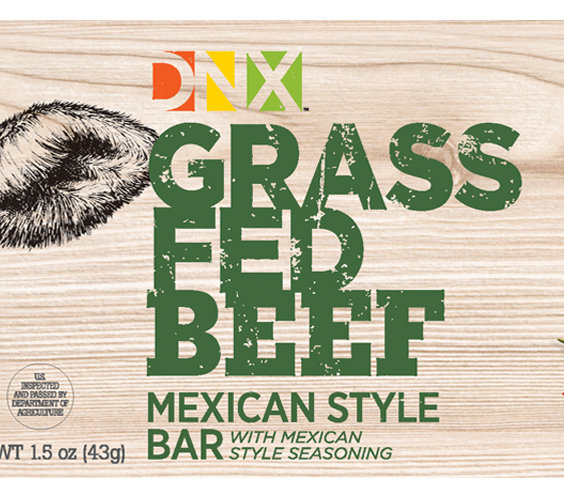 DNX™
GRASS
FED
BEEF
U.S.
INSPECTED
AND PASSED BY
DEPARTMENT OF
AGRICULTURE
MEXICAN STYLE
BAR WITH MEXICAN
STYLE SEASONING
WT 1.5 oz (43g)